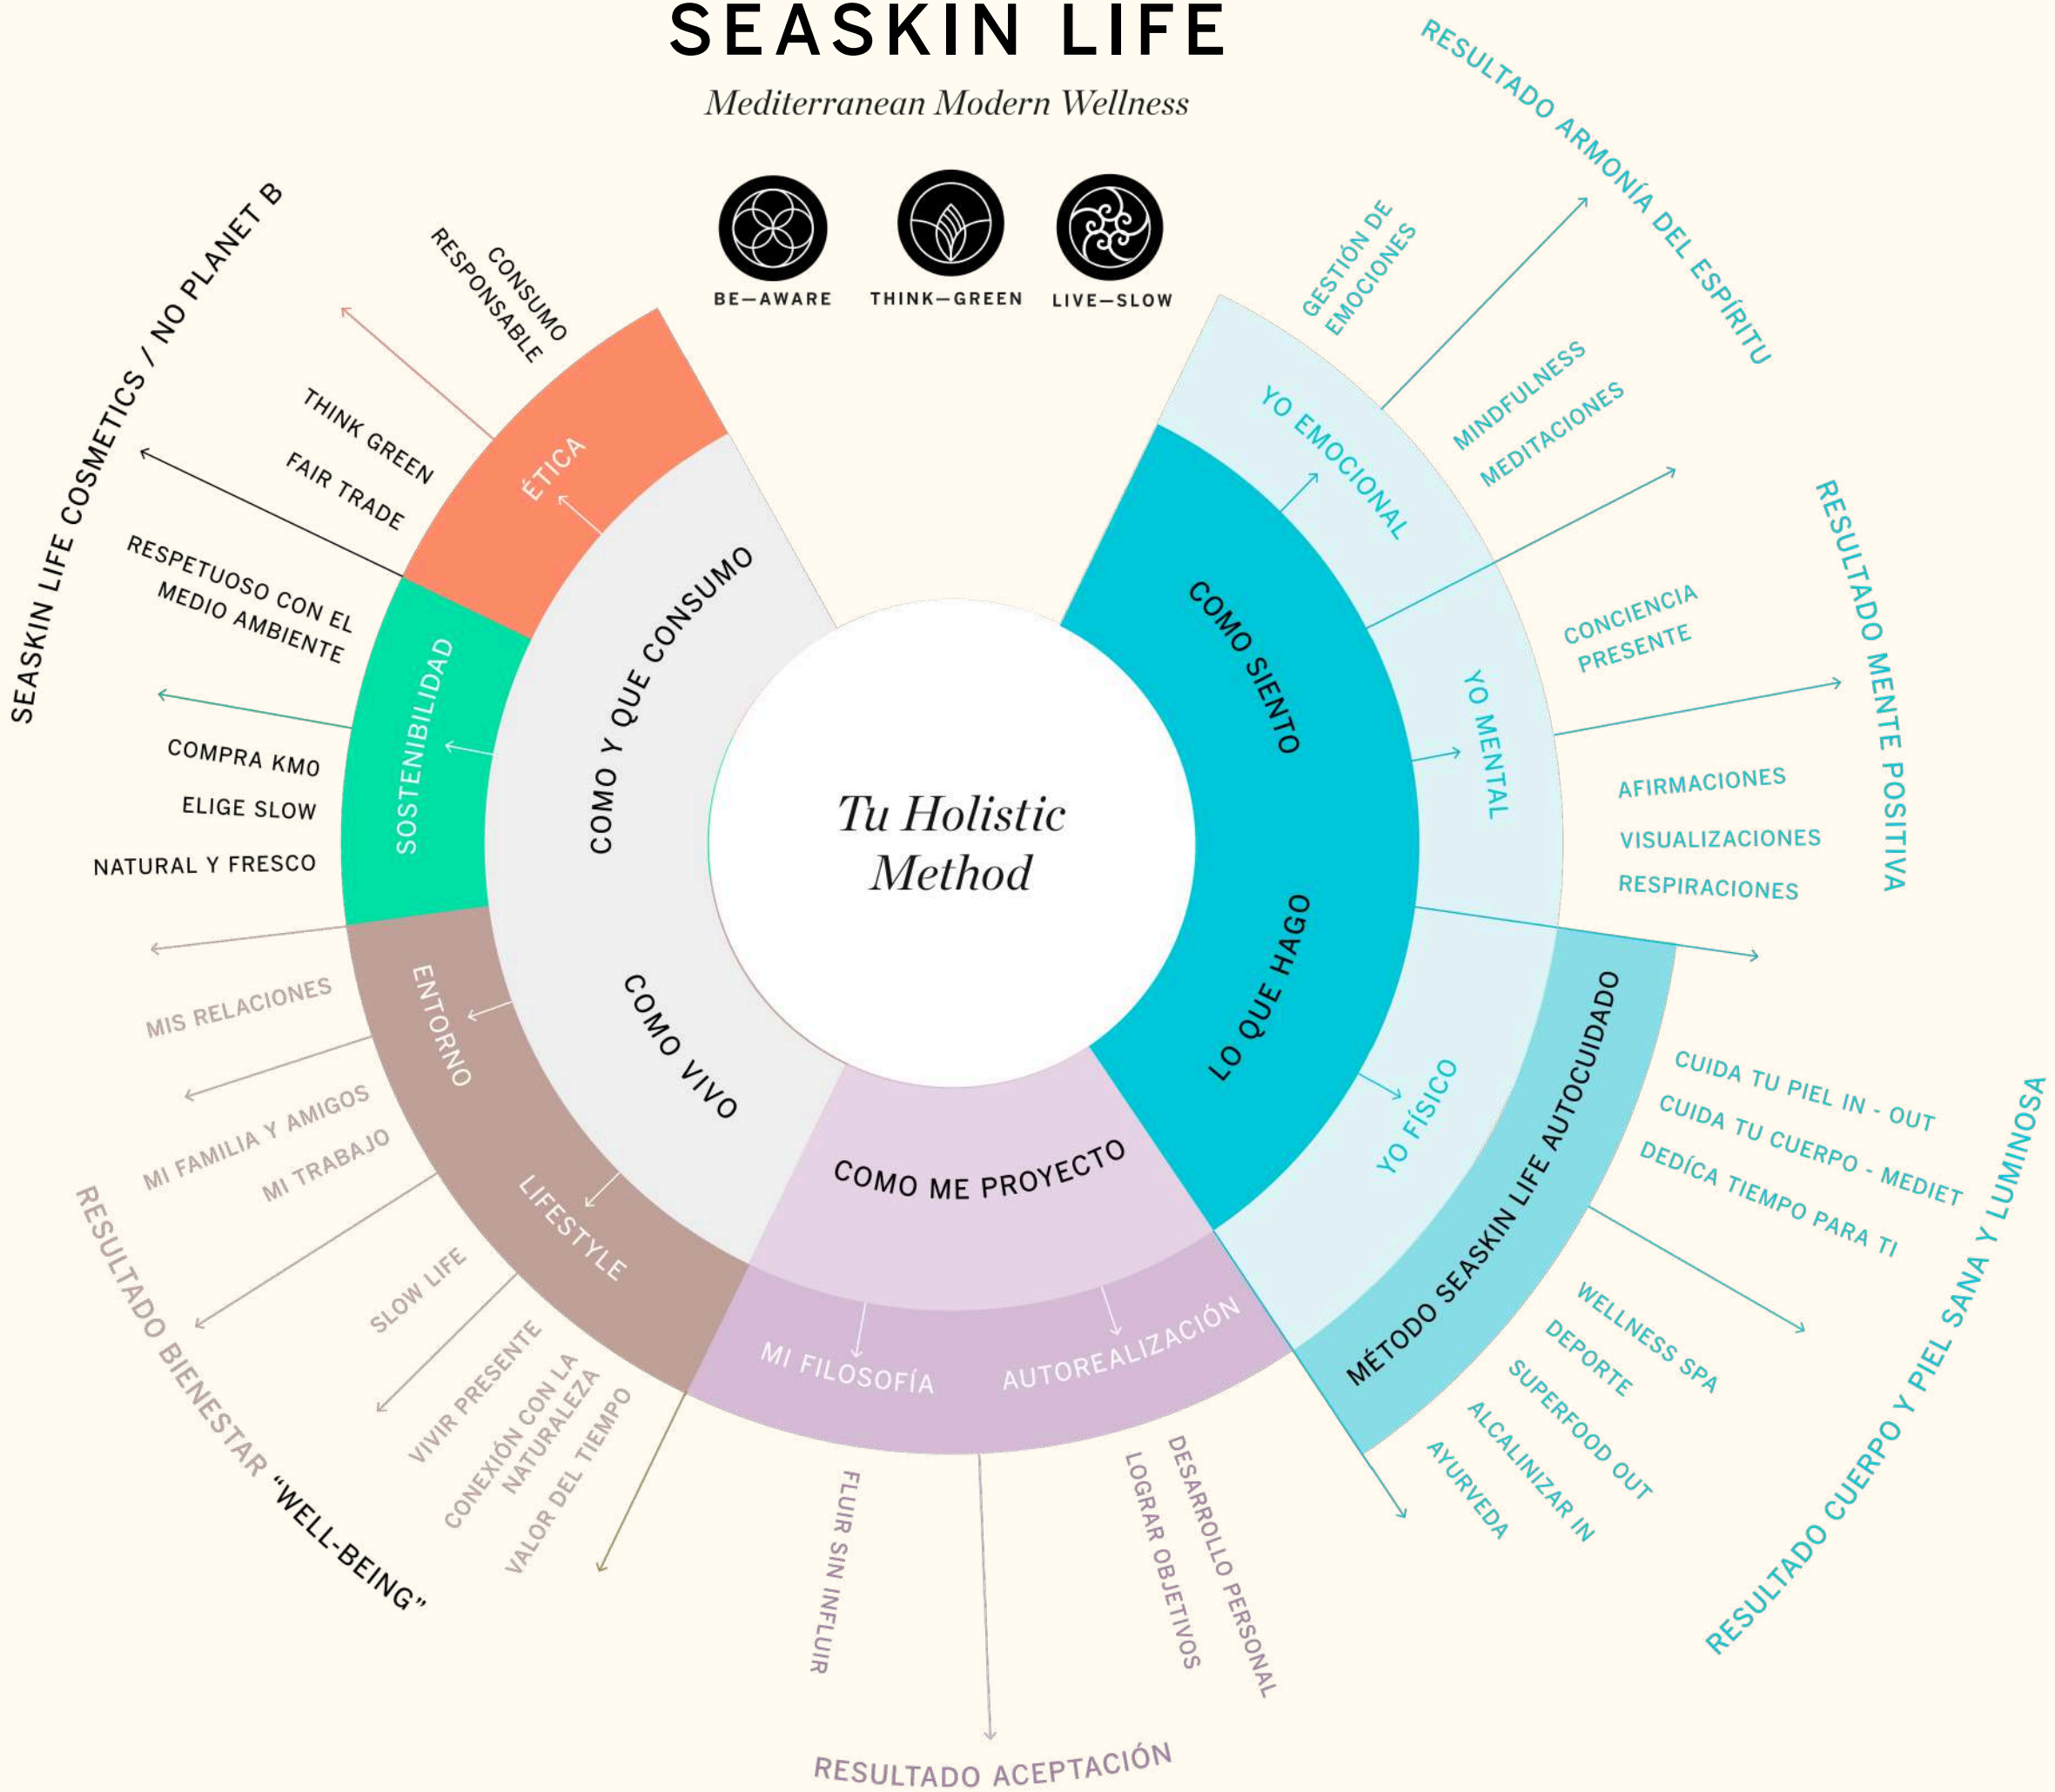 SEASKIN LIFE
Mediterranean Modern Wellness
BE—AWARE
THINK—GREEN
LIVE—SLOW
Tu Holistic
Method
COMO SIENTO
LO QUE HAGO
COMO ME PROYECTO
COMO VIVO
COMO Y QUE CONSUMO
YO EMOCIONAL
GESTIÓN DE
EMOCIONES
MINDFULNESS
MEDITACIONES
RESULTADO ARMONÍA DEL ESPÍRITU
YO MENTAL
CONCIENCIA
PRESENTE
AFIRMACIONES
VISUALIZACIONES
RESPIRACIONES
RESULTADO MENTE POSITIVA
YO FÍSICO
MÉTODO SEASKIN LIFE AUTOCUIDADO
CUIDA TU PIEL IN - OUT
CUIDA TU CUERPO - MEDIET
DEDÍCA TIEMPO PARA TI
WELLNESS SPA
DEPORTE
SUPERFOOD OUT
ALCALINIZAR IN
AYURVEDA
RESULTADO CUERPO Y PIEL SANA Y LUMINOSA
AUTOREALIZACIÓN
DESARROLLO PERSONAL
LOGRAR OBJETIVOS
MI FILOSOFÍA
FLUIR SIN INFLUIR
RESULTADO ACEPTACIÓN
LIFESTYLE
VALOR DEL TIEMPO
CONEXIÓN CON LA
NATURALEZA
VIVIR PRESENTE
SLOW LIFE
ENTORNO
MI TRABAJO
MI FAMILIA Y AMIGOS
MIS RELACIONES
RESULTADO BIENESTAR “WELL-BEING”
SOSTENIBILIDAD
NATURAL Y FRESCO
ELIGE SLOW
COMPRA KM0
RESPETUOSO CON EL
MEDIO AMBIENTE
ÉTICA
FAIR TRADE
THINK GREEN
CONSUMO
RESPONSABLE
SEASKIN LIFE COSMETICS / NO PLANET B